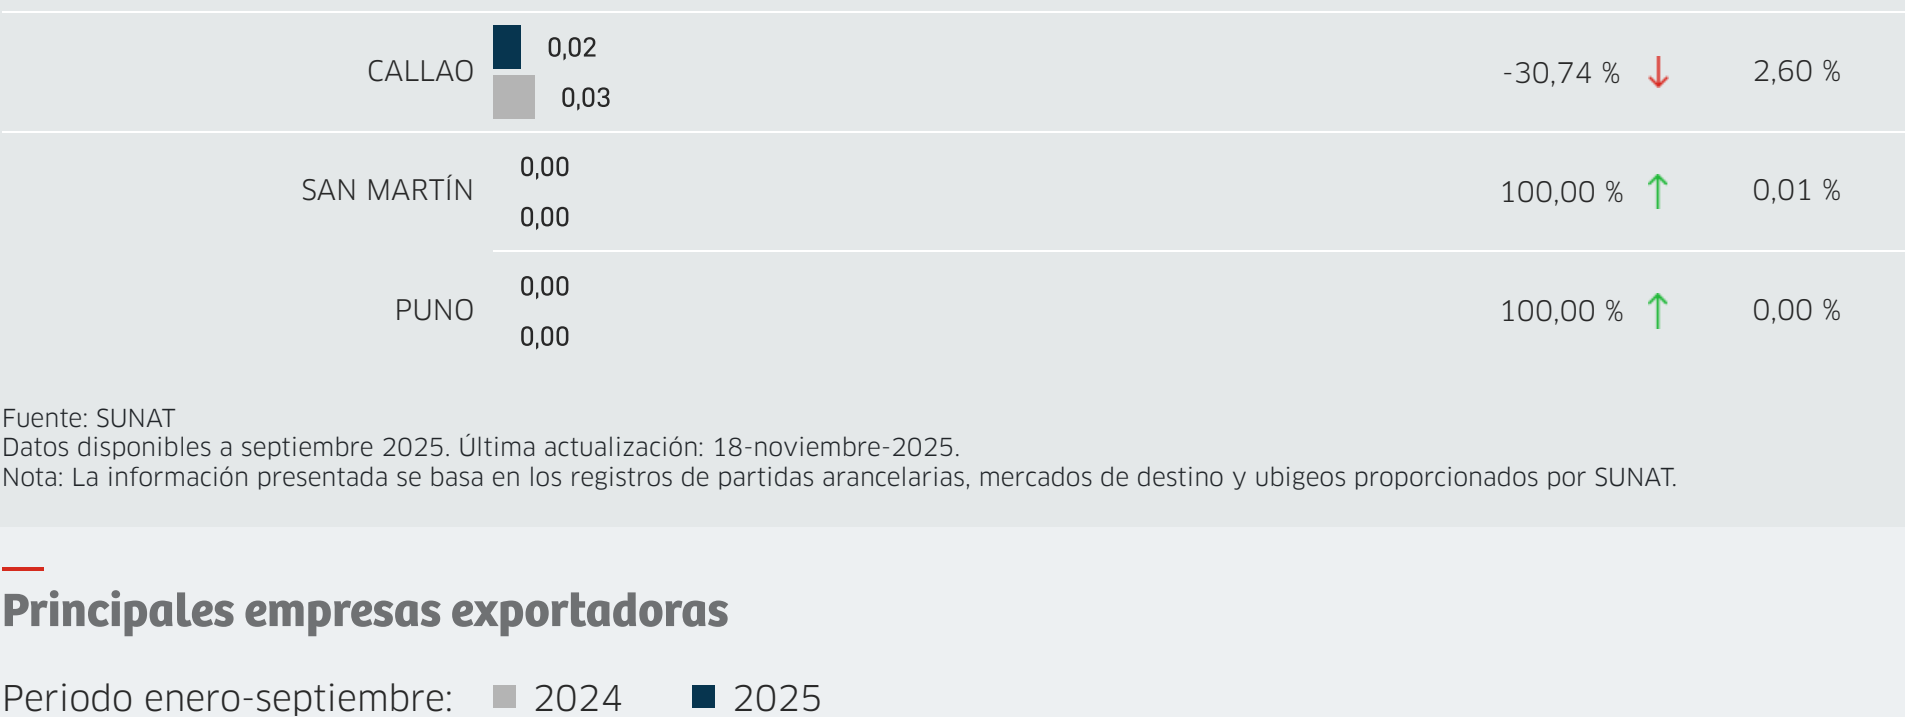 CALLAO 0,02 0,03 -30,74 % ↓ 2,60 %
SAN MARTÍN 0,00 0,00 100,00 % ↑ 0,01 %
PUNO 0,00 0,00 100,00 % ↑ 0,00 %
Fuente: SUNAT
Datos disponibles a septiembre 2025. Última actualización: 18-noviembre-2025.
Nota: La información presentada se basa en los registros de partidas arancelarias, mercados de destino y ubigeos proporcionados por SUNAT.
Principales empresas exportadoras
Periodo enero-septiembre: 2024 2025